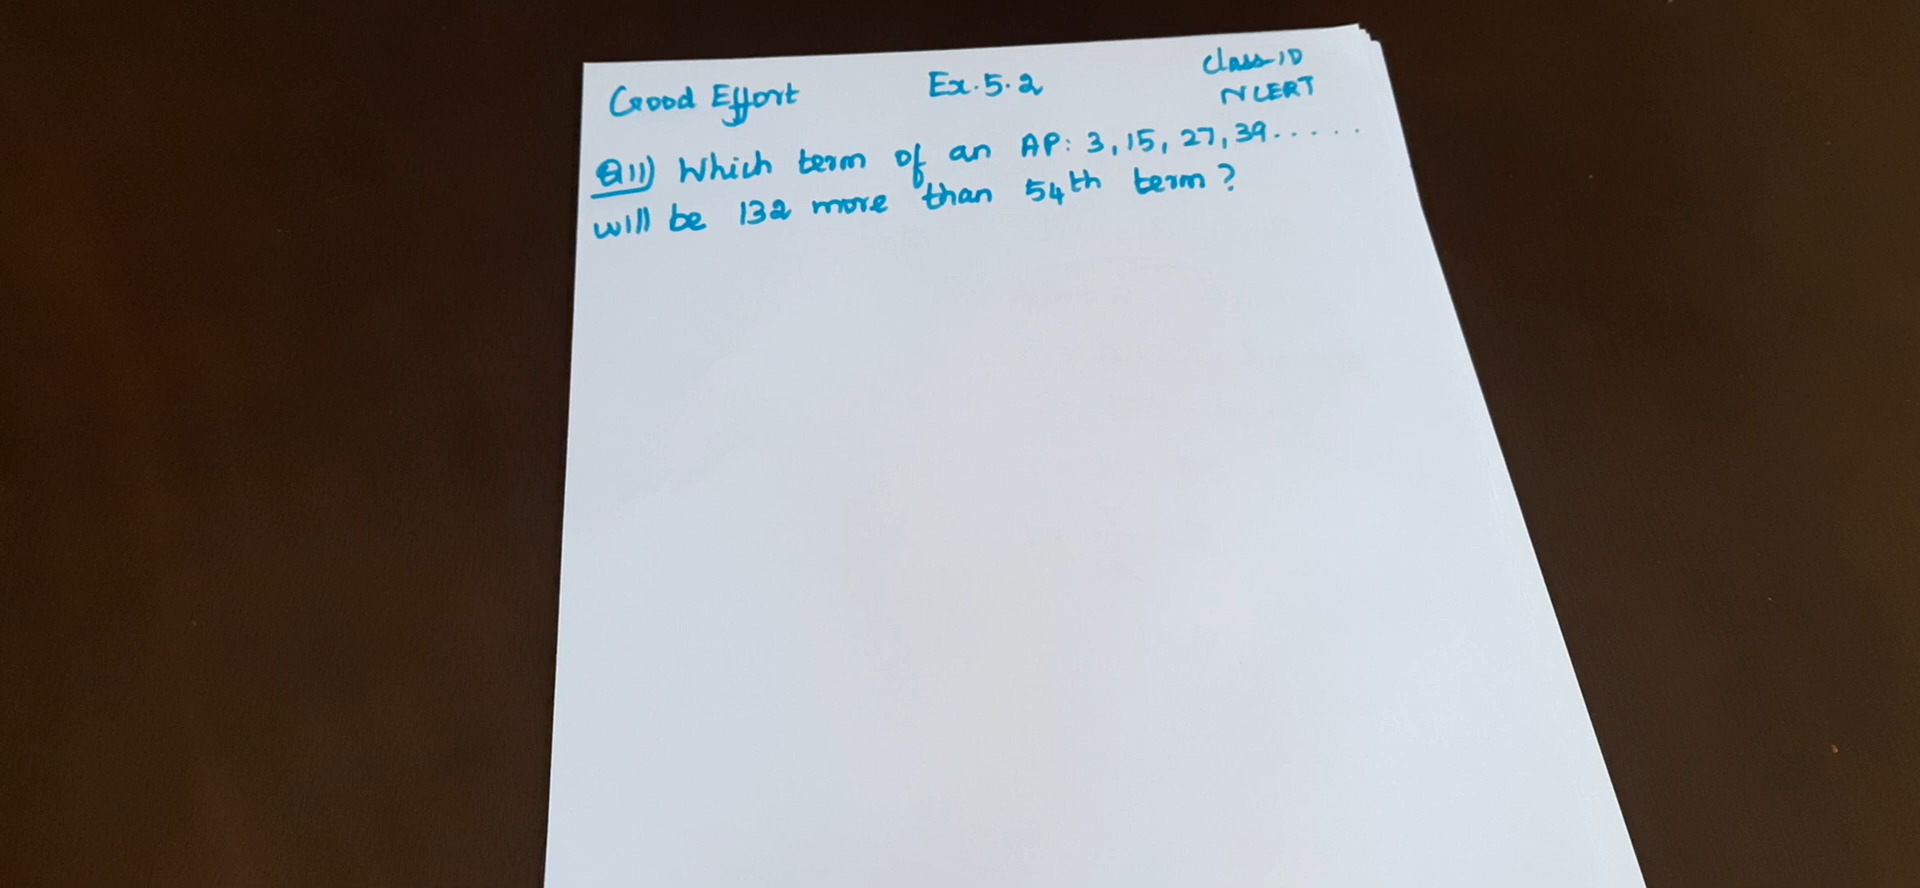 Good Effort Ex.5.2 Class-10
NCERT
Q11) Which term of an AP: 3, 15, 27, 39.....
will be 132 more than 54th term?